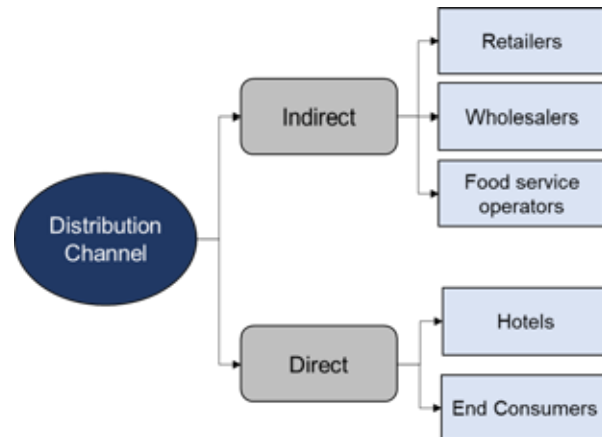 Distribution
Channel
Indirect
Retailers
Wholesalers
Food service
operators
Direct
Hotels
End Consumers